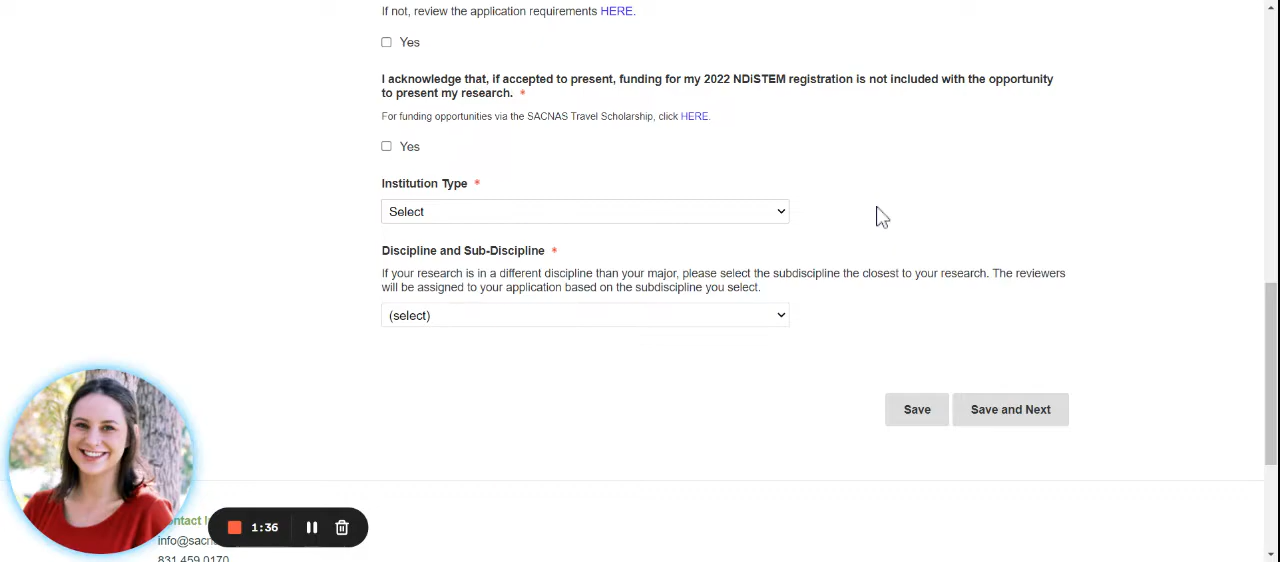 If not, review the application requirements HERE.
Yes
I acknowledge that, if accepted to present, funding for my 2022 NDiSTEM registration is not included with the opportunity
to present my research. *
For funding opportunities via the SACNAS Travel Scholarship, click HERE.
Yes
Institution Type *
Select
Discipline and Sub-Discipline *
If your research is in a different discipline than your major, please select the subdiscipline the closest to your research. The reviewers
will be assigned to your application based on the subdiscipline you select.
(select)
Save Save and Next
1:36
831.459.0170